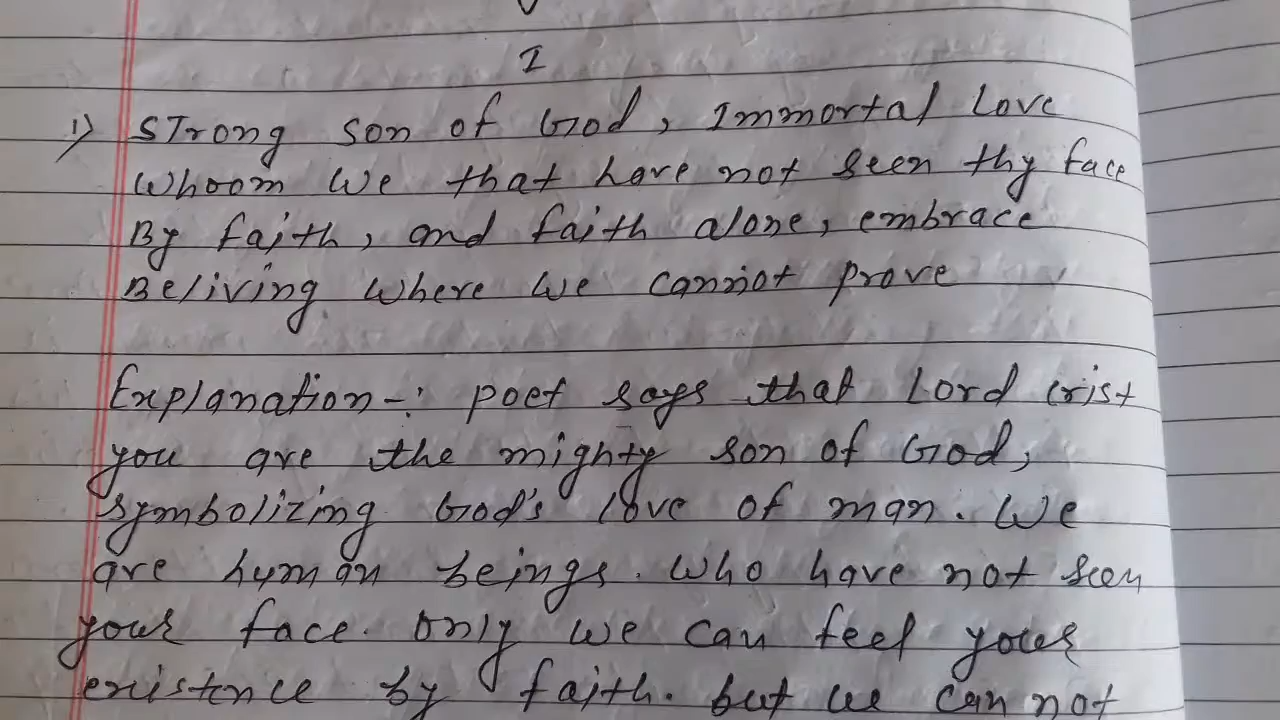 I
1) STrong son of God, Immortal Love
Whoom we that have not seen thy face
By faith, and faith alone, embrace
Beliving where we cannot prove
Explanation-: poet says that Lord Crist
you are the mighty son of God,
symbolizing God's love of man. We
are human beings. Who have not seen
your face. Only we can feel your
existence by faith. but we can not